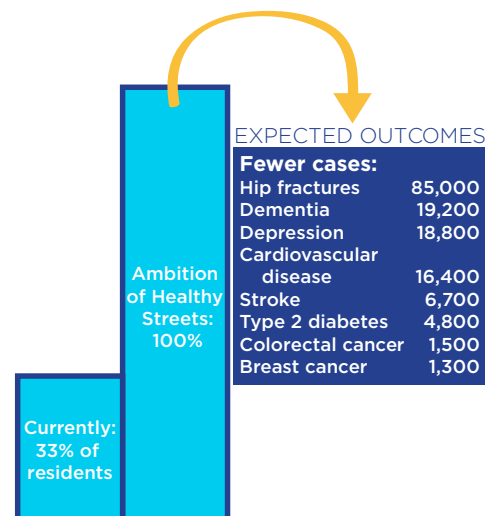 EXPECTED OUTCOMES
Fewer cases:
Hip fractures 85,000
Dementia 19,200
Depression 18,800
Cardiovascular
disease 16,400
Stroke 6,700
Type 2 diabetes 4,800
Colorectal cancer 1,500
Breast cancer 1,300
Ambition
of Healthy
Streets:
100%
Currently:
33% of
residents